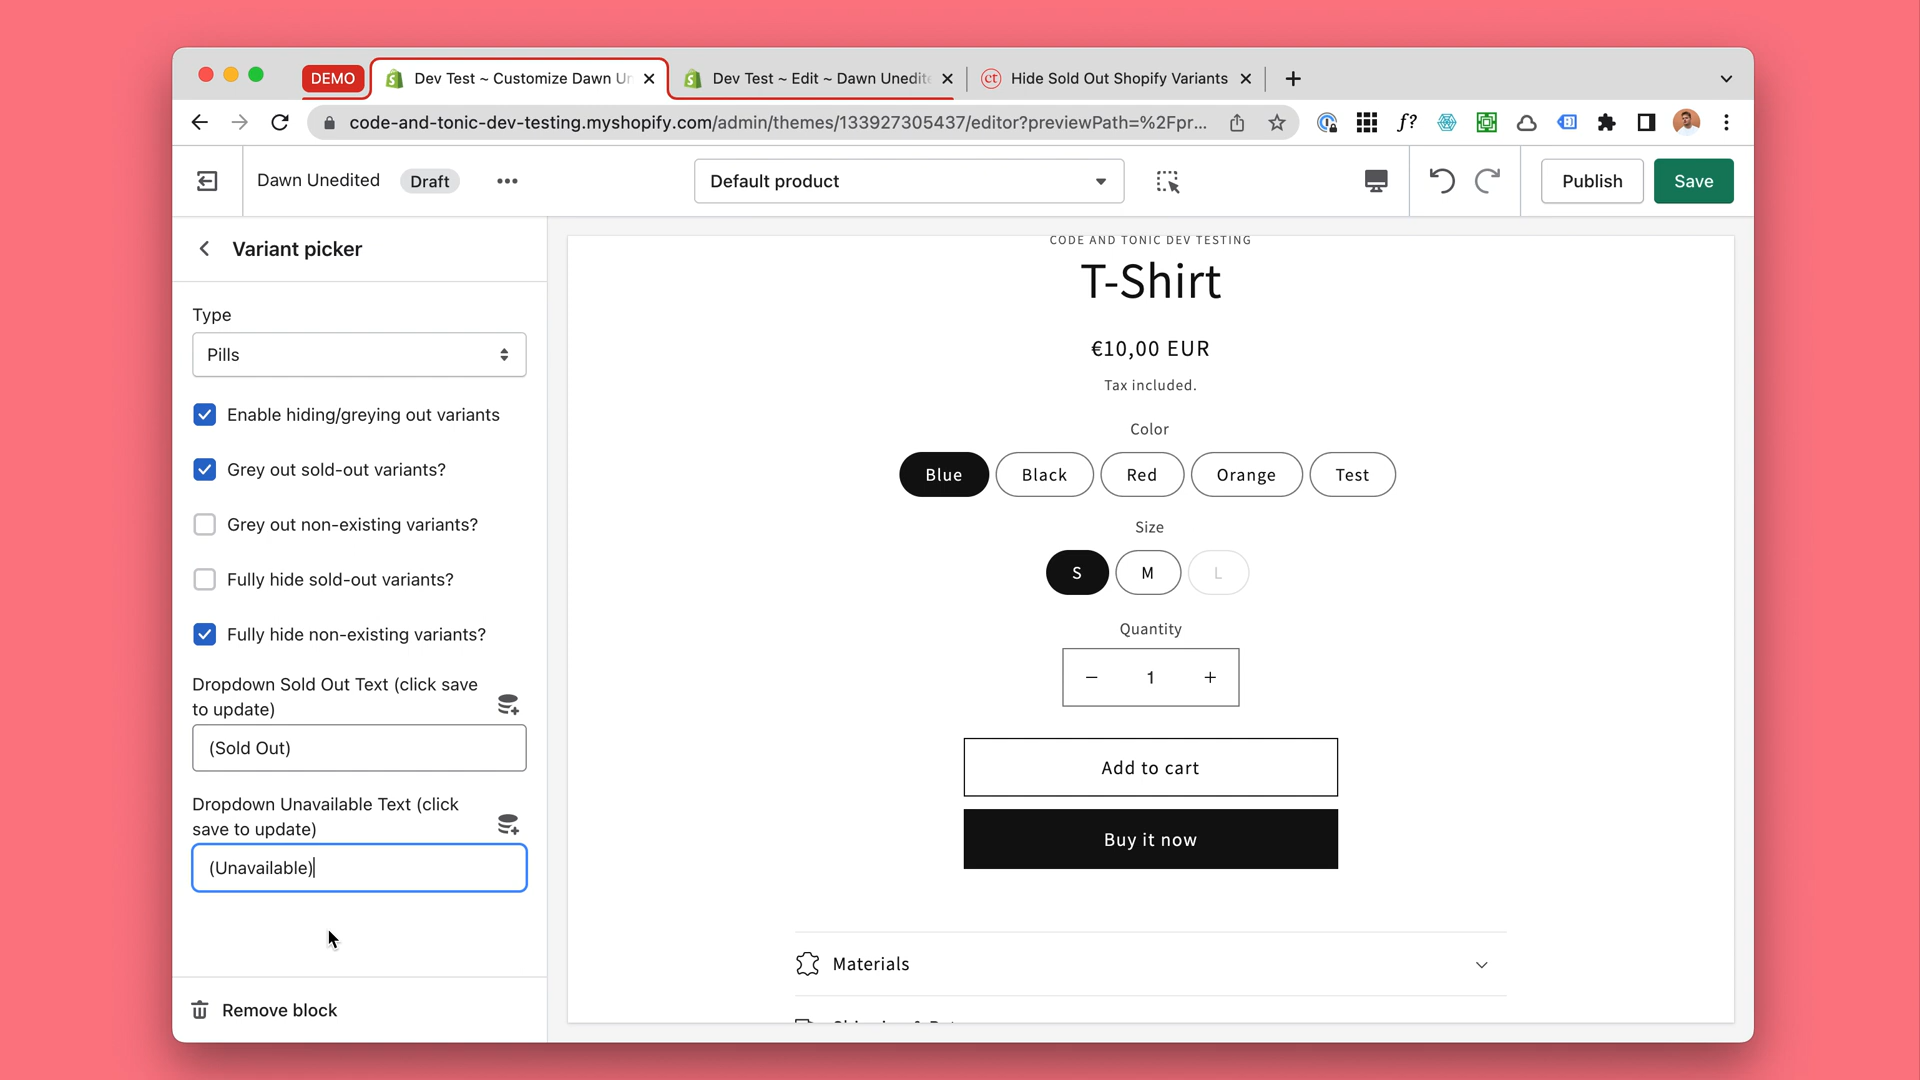 DEMO
Dev Test ~ Customize Dawn Un
Dev Test ~ Edit ~ Dawn Unedite
ct
Hide Sold Out Shopify Variants
code-and-tonic-dev-testing.myshopify.com/admin/themes/133927305437/editor?previewPath=%2Fpr...
f?
Dawn Unedited
Draft
Default product
Publish
Save
Variant picker
Type
Pills
Enable hiding/greying out variants
Grey out sold-out variants?
Grey out non-existing variants?
Fully hide sold-out variants?
Fully hide non-existing variants?
Dropdown Sold Out Text (click save
to update)
(Sold Out)
Dropdown Unavailable Text (click
save to update)
(Unavailable)
Remove block
CODE AND TONIC DEV TESTING
T-Shirt
€10,00 EUR
Tax included.
Color
Blue Black Red Orange Test
Size
S M L
Quantity
− 1 +
Add to cart
Buy it now
Materials